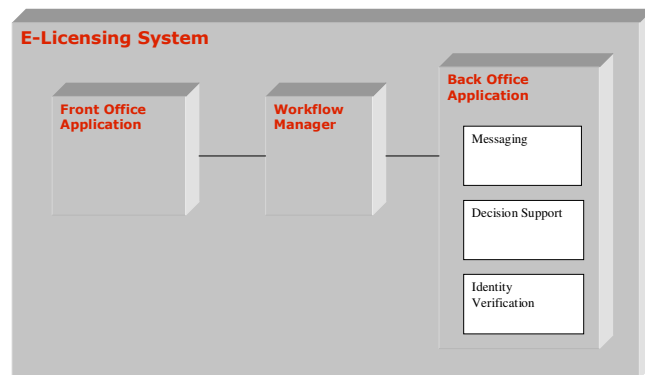 E-Licensing System
Front Office
Application
Workflow
Manager
Back Office
Application
Messaging
Decision Support
Identity
Verification